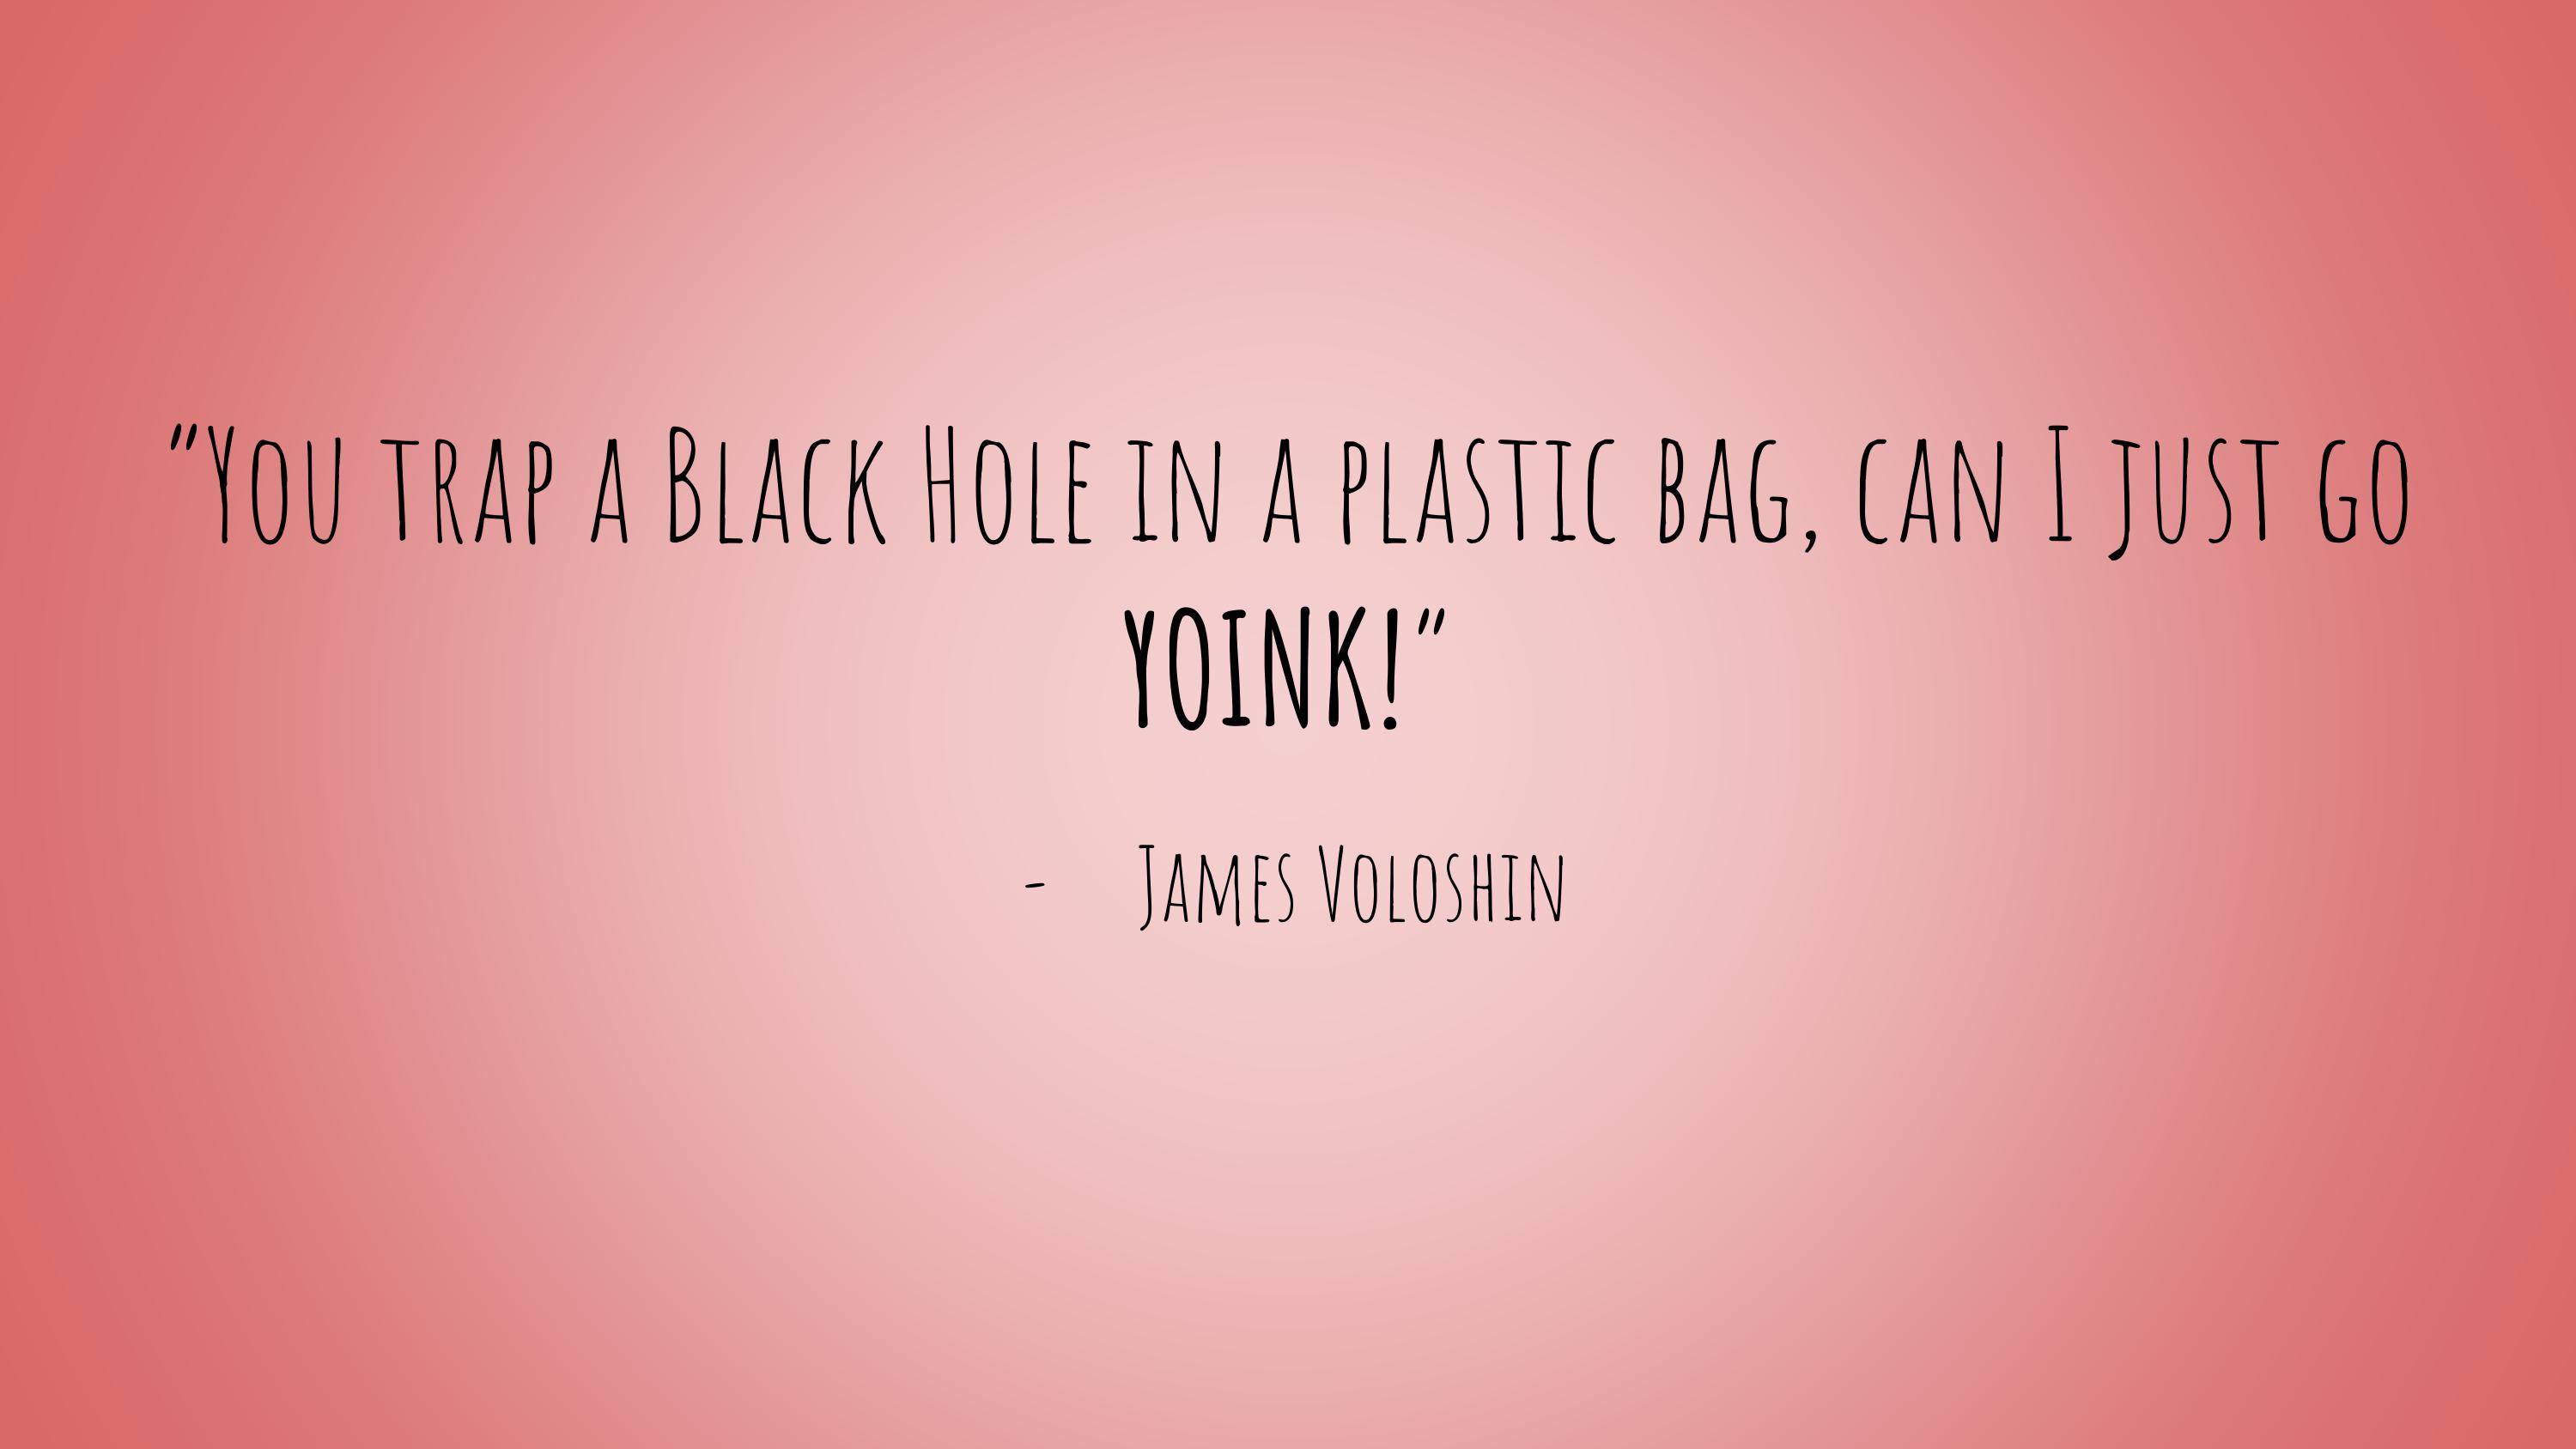 "You trap a Black Hole in a plastic bag, can I just go
YOINK!"
- James Voloshin